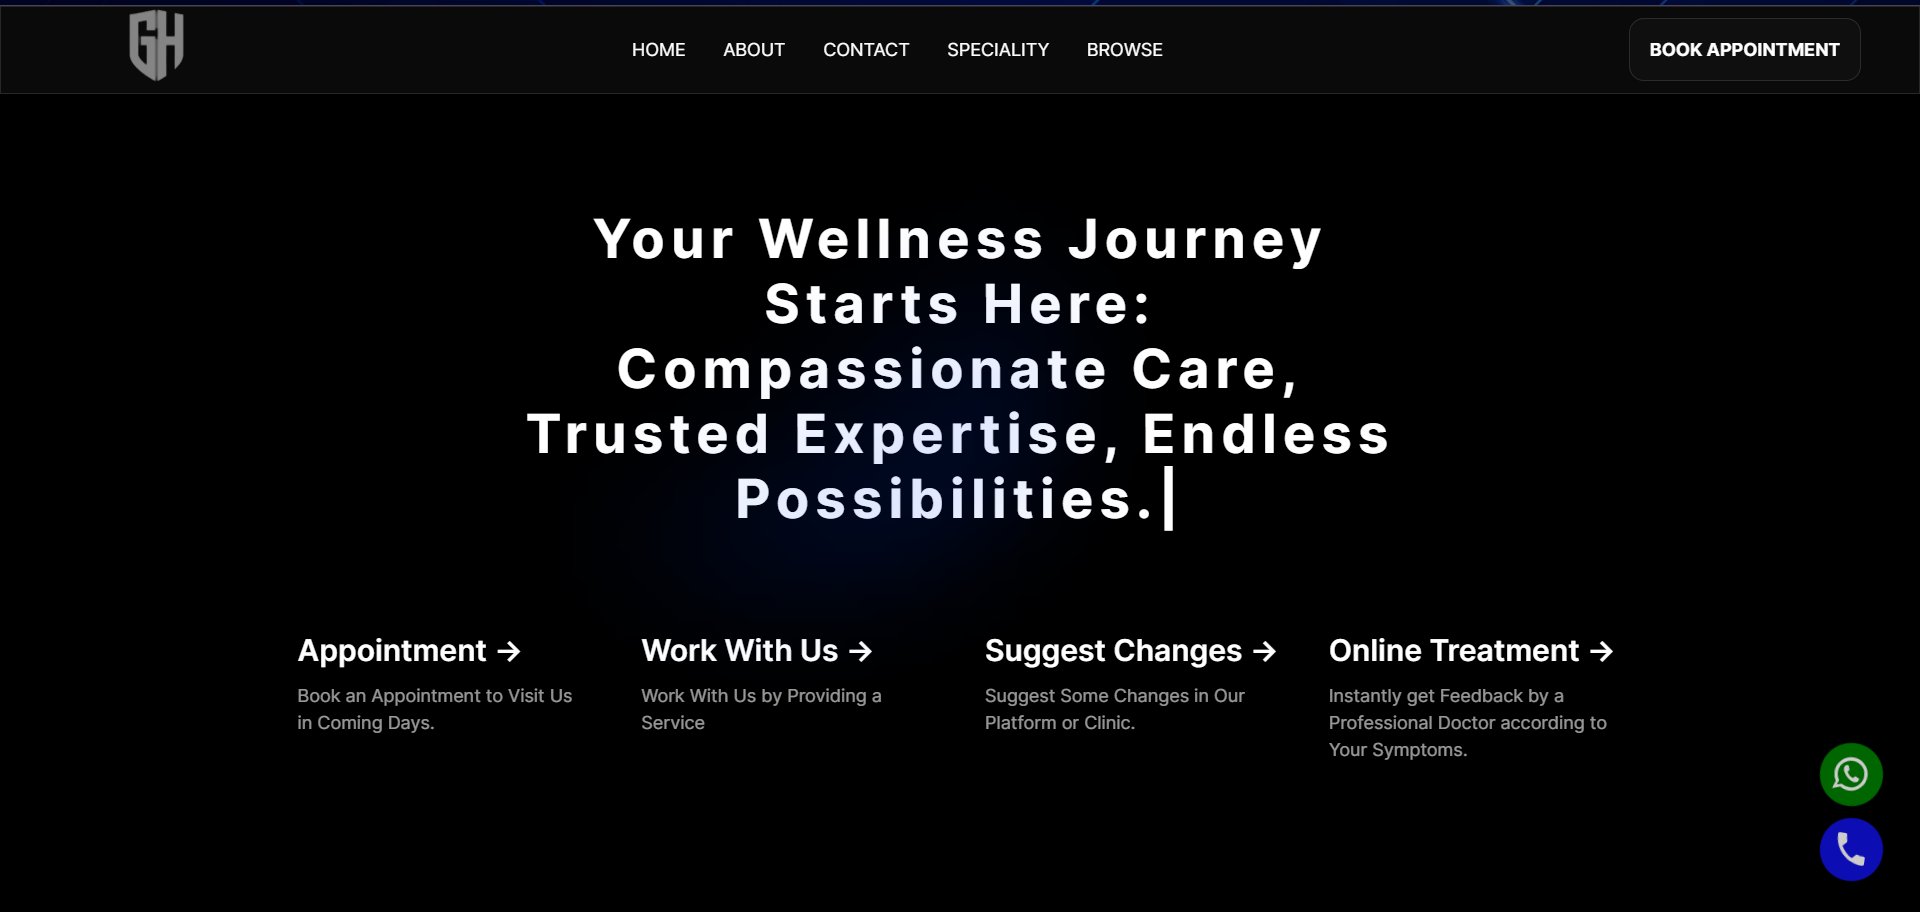 GH
HOME ABOUT CONTACT SPECIALITY BROWSE
BOOK APPOINTMENT
Your Wellness Journey
Starts Here:
Compassionate Care,
Trusted Expertise, Endless
Possibilities.|
Appointment →
Book an Appointment to Visit Us
in Coming Days.
Work With Us →
Work With Us by Providing a
Service
Suggest Changes →
Suggest Some Changes in Our
Platform or Clinic.
Online Treatment →
Instantly get Feedback by a
Professional Doctor according to
Your Symptoms.